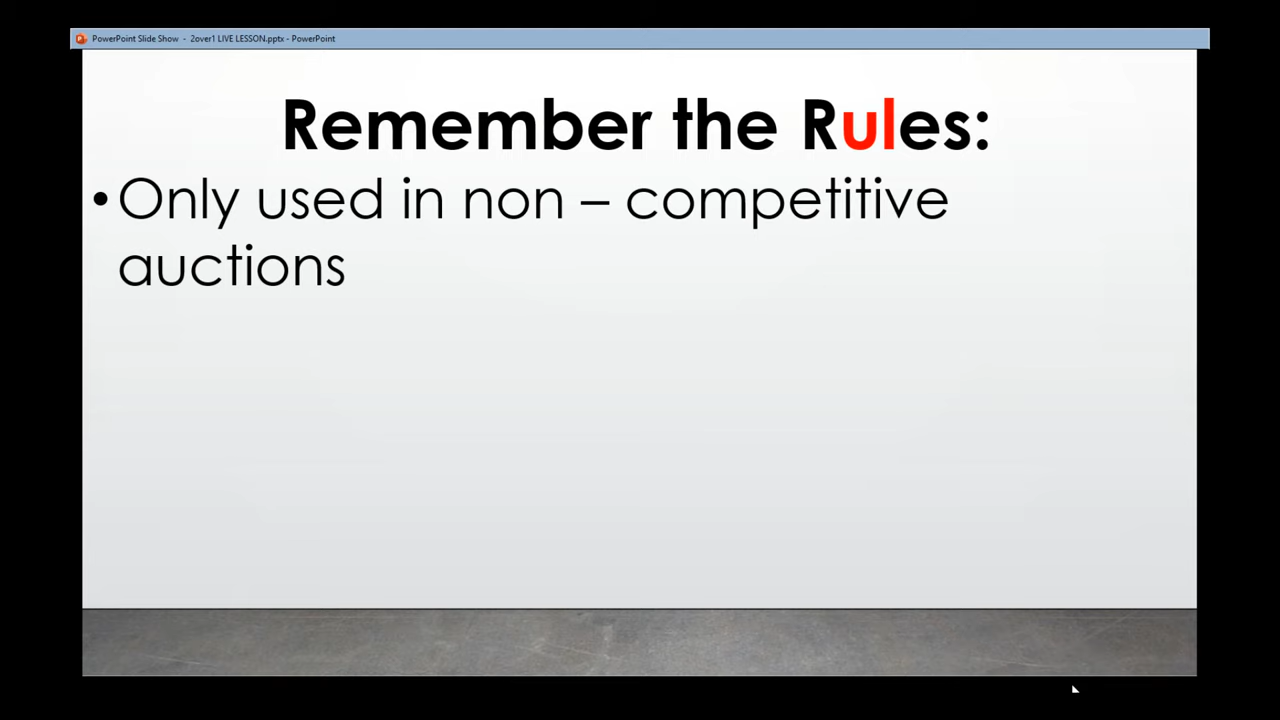 PowerPoint Slide Show - 2over1 LIVE LESSON.pptx - PowerPoint
Remember the Rules:
• Only used in non – competitive
auctions